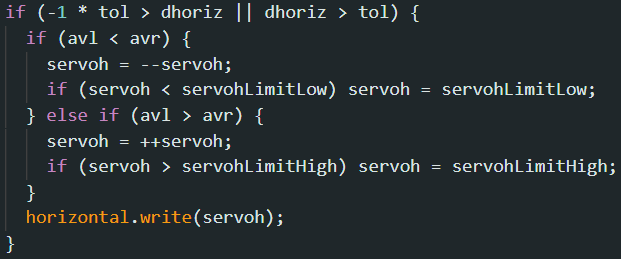 if (-1 * tol > dhoriz || dhoriz > tol) {
if (avl < avr) {
servoh = --servoh;
if (servoh < servohLimitLow) servoh = servohLimitLow;
} else if (avl > avr) {
servoh = ++servoh;
if (servoh > servohLimitHigh) servoh = servohLimitHigh;
}
horizontal.write(servoh);
}